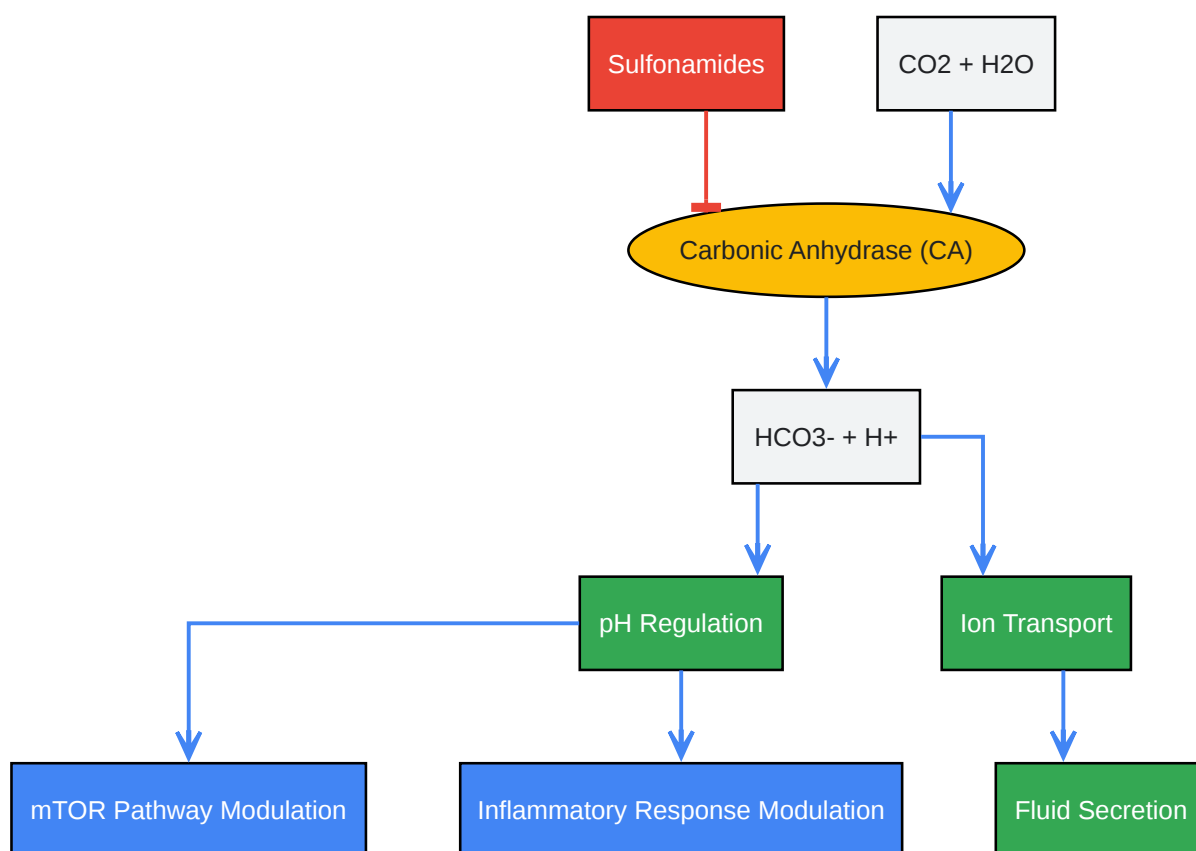 Sulfonamides
CO2 + H2O
Carbonic Anhydrase (CA)
HCO3- + H+
pH Regulation
Ion Transport
mTOR Pathway Modulation
Inflammatory Response Modulation
Fluid Secretion